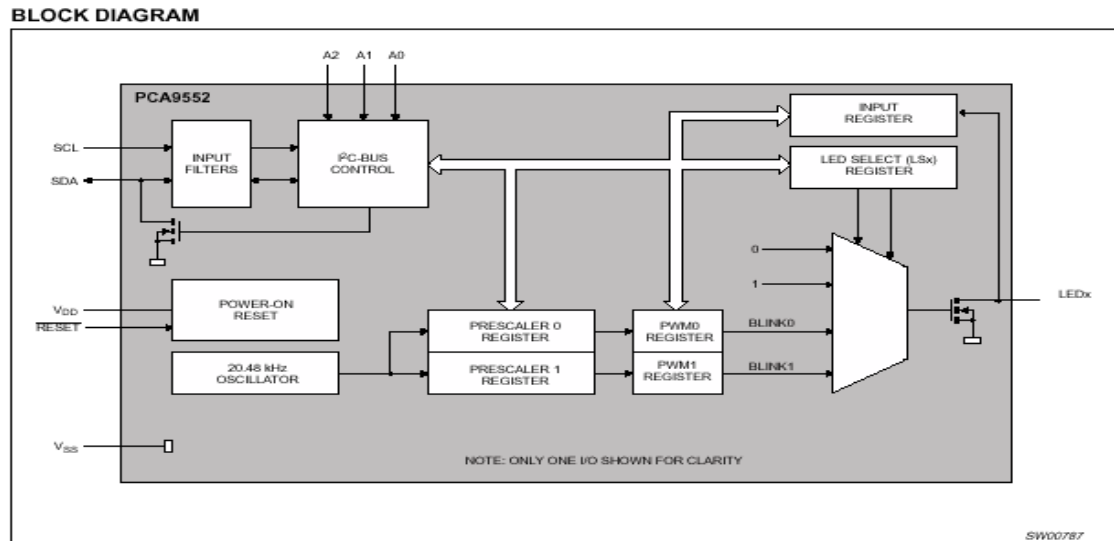 BLOCK DIAGRAM
A2 A1 A0
PCA9552
INPUT
REGISTER
SCL
INPUT
FILTERS
I²C-BUS
CONTROL
LED SELECT (LSx)
REGISTER
SDA
0
1
LEDx
POWER-ON
RESET
VDD
RESET
PRESCALER 0
REGISTER
PWM0
REGISTER
BLINK0
20.48 kHz
OSCILLATOR
PRESCALER 1
REGISTER
PWM1
REGISTER
BLINK1
VSS
NOTE: ONLY ONE I/O SHOWN FOR CLARITY
SW00787